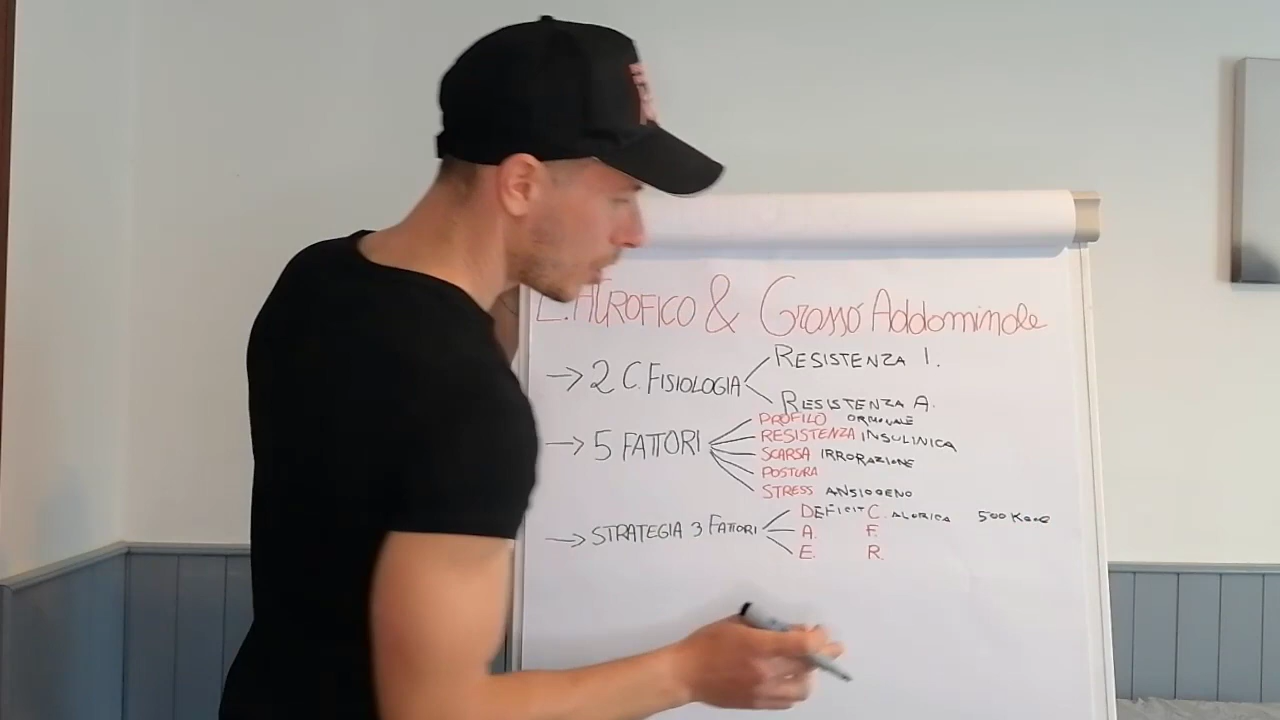 E. ATROFICO & Grasso Addominale
→ 2 C. FISIOLOGIA
RESISTENZA I.
RESISTENZA A.
→ 5 FATTORI
PROFILO ORMONALE
RESISTENZA INSULINICA
SCARSA IRRORAZIONE
POSTURA
STRESS ANSIOGENO
→ STRATEGIA 3 FATTORI
DEFICIT CALORICA 500 Kcal
A. F.
E. R.